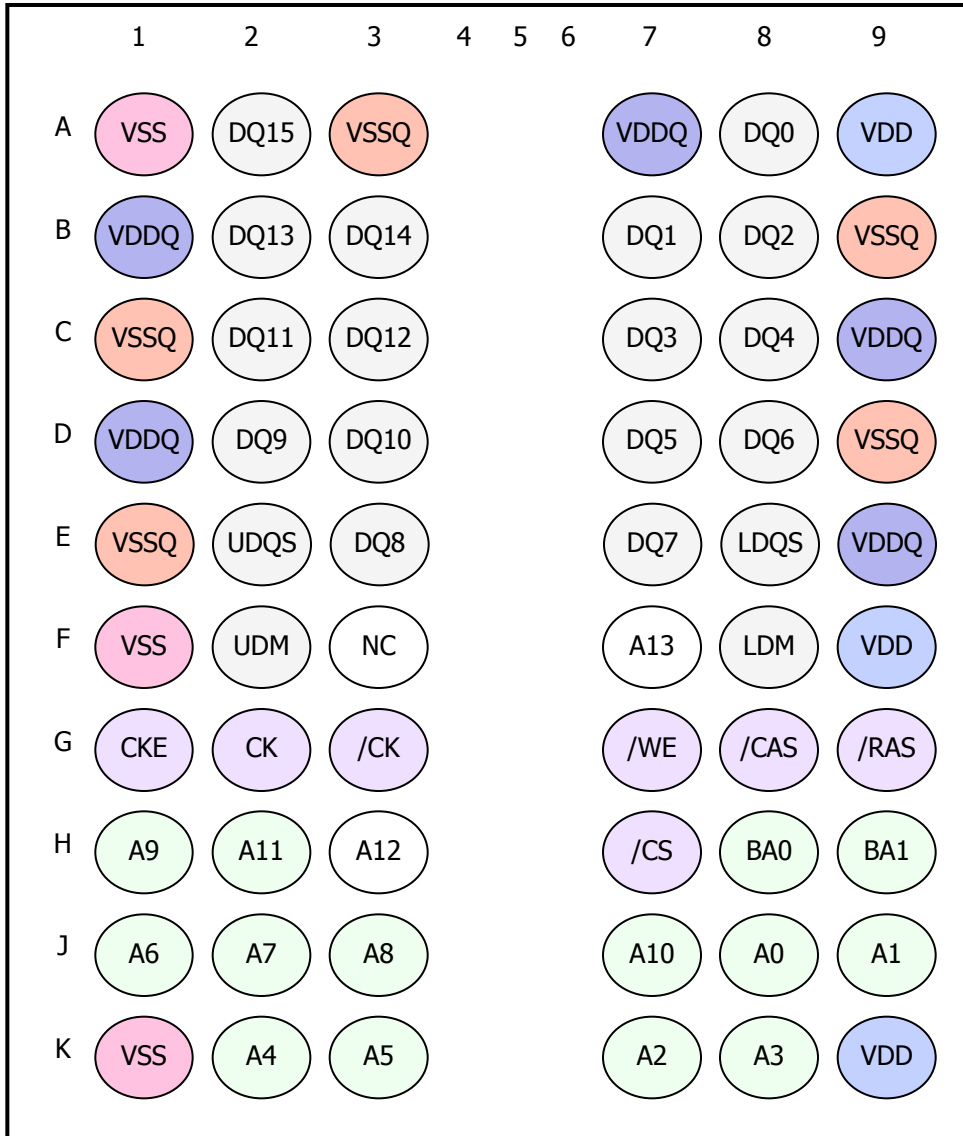 1 2 3 4 5 6 7 8 9
A VSS DQ15 VSSQ VDDQ DQ0 VDD
B VDDQ DQ13 DQ14 DQ1 DQ2 VSSQ
C VSSQ DQ11 DQ12 DQ3 DQ4 VDDQ
D VDDQ DQ9 DQ10 DQ5 DQ6 VSSQ
E VSSQ UDQS DQ8 DQ7 LDQS VDDQ
F VSS UDM NC A13 LDM VDD
G CKE CK /CK /WE /CAS /RAS
H A9 A11 A12 /CS BA0 BA1
J A6 A7 A8 A10 A0 A1
K VSS A4 A5 A2 A3 VDD